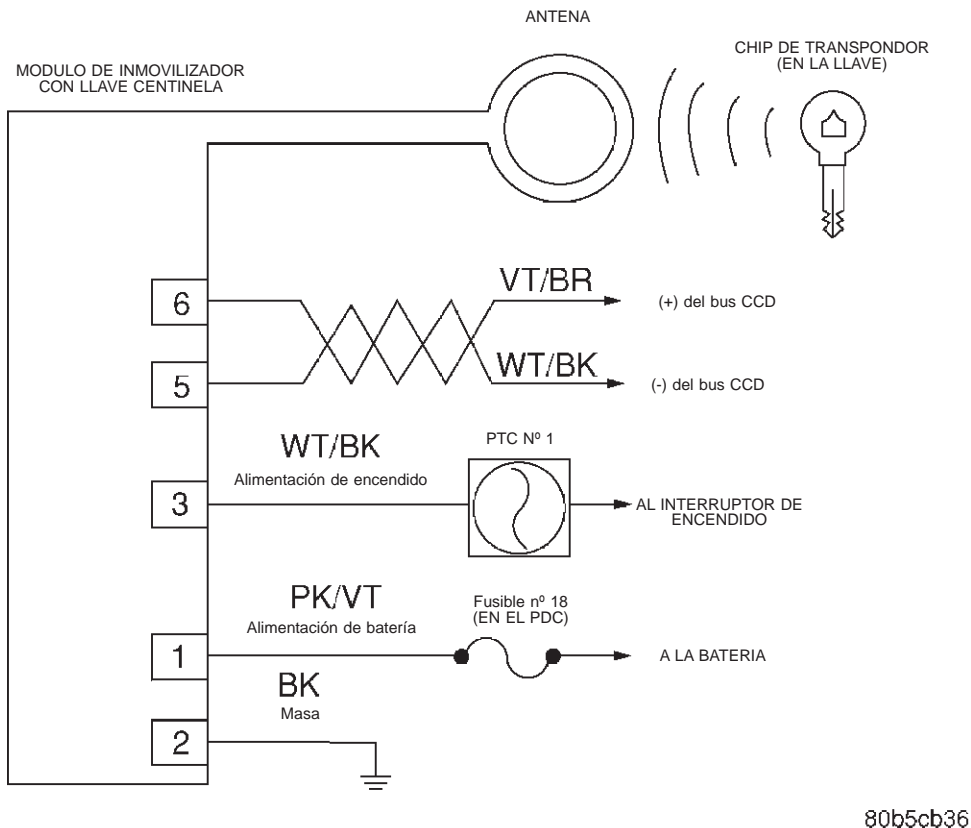 ANTENA
CHIP DE TRANSPONDOR
(EN LA LLAVE)
MODULO DE INMOVILIZADOR
CON LLAVE CENTINELA
6
VT/BR
(+) del bus CCD
5
WT/BK
(-) del bus CCD
WT/BK
PTC Nº 1
Alimentación de encendido
3
AL INTERRUPTOR DE
ENCENDIDO
PK/VT
Fusible nº 18
(EN EL PDC)
Alimentación de batería
1
A LA BATERIA
BK
Masa
2
80b5cb36